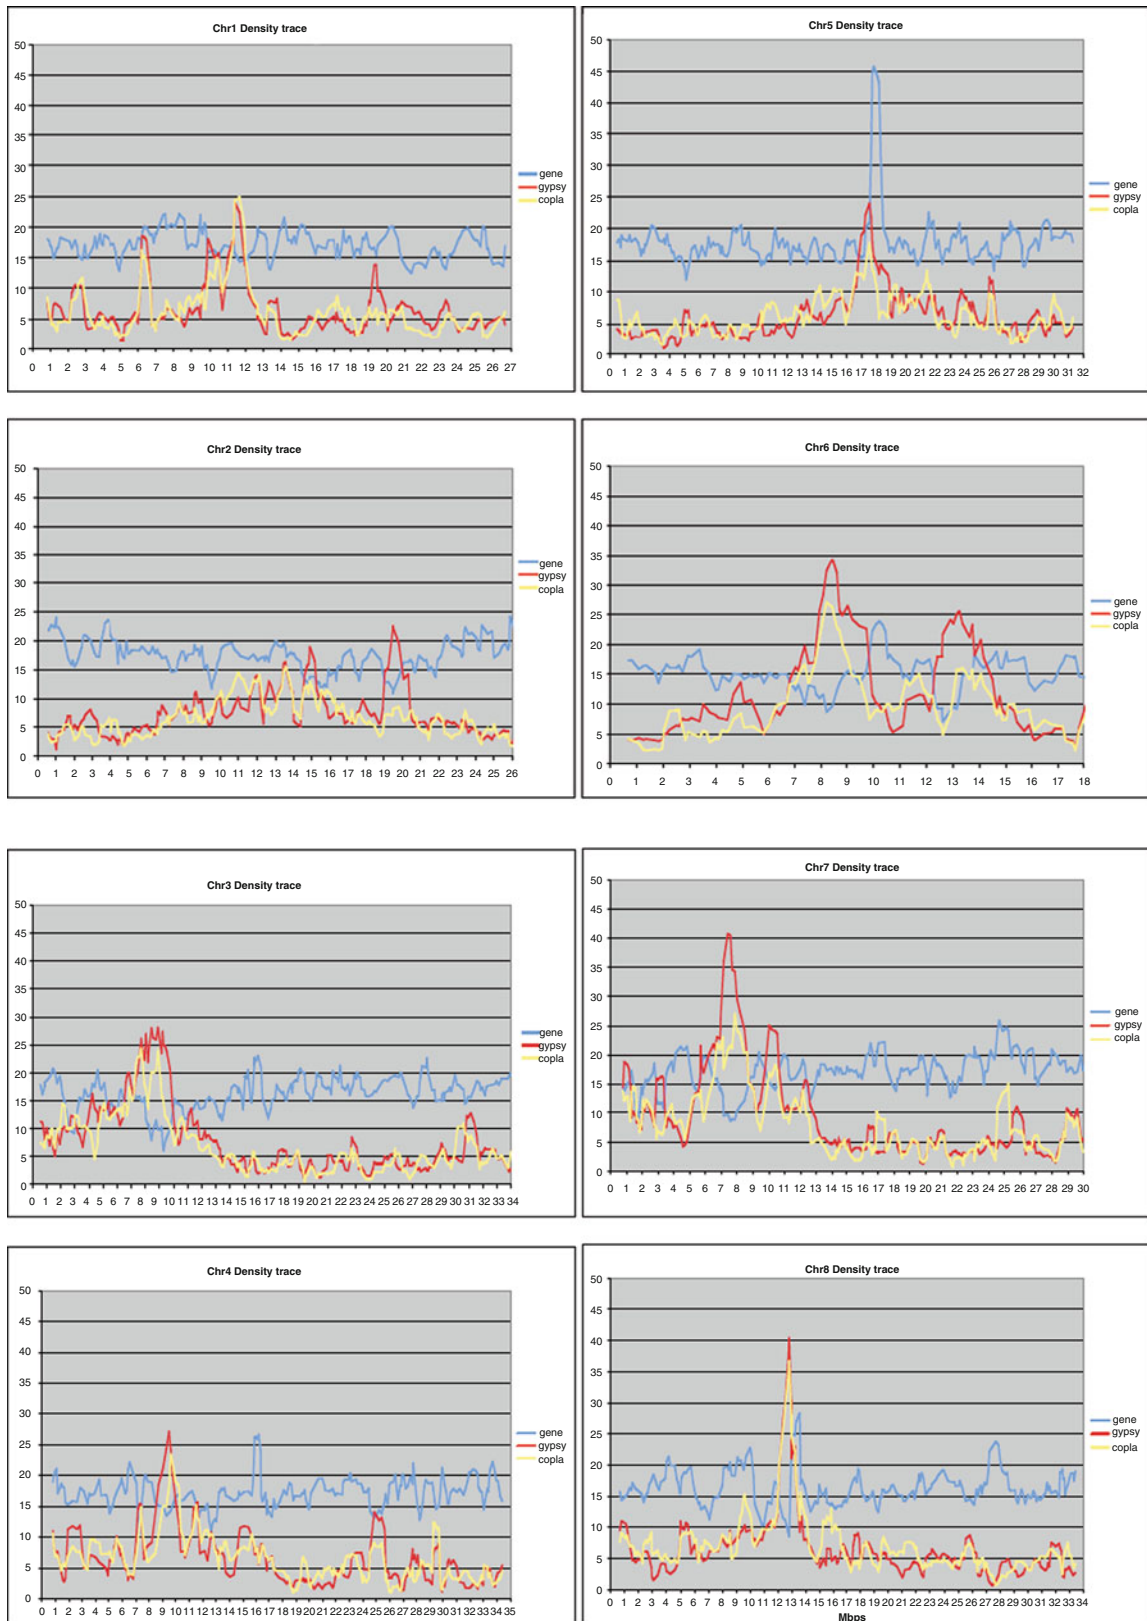 Chr1 Density trace
50
45
40
35
30
25
20
15
10
5
0
0 1 2 3 4 5 6 7 8 9 10 11 12 13 14 15 16 17 18 19 20 21 22 23 24 25 26 27
gene
gypsy
copla
Chr5 Density trace
50
45
40
35
30
25
20
15
10
5
0
0 1 2 3 4 5 6 7 8 9 10 11 12 13 14 15 16 17 18 19 20 21 22 23 24 25 26 27 28 29 30 31 32
gene
gypsy
copla
Chr2 Density trace
50
45
40
35
30
25
20
15
10
5
0
0 1 2 3 4 5 6 7 8 9 10 11 12 13 14 15 16 17 18 19 20 21 22 23 24 25 26
gene
gypsy
copla
Chr6 Density trace
50
45
40
35
30
25
20
15
10
5
0
0 1 2 3 4 5 6 7 8 9 10 11 12 13 14 15 16 17 18
gene
gypsy
copla
Chr3 Density trace
50
45
40
35
30
25
20
15
10
5
0
0 1 2 3 4 5 6 7 8 9 10 11 12 13 14 15 16 17 18 19 20 21 22 23 24 25 26 27 28 29 30 31 32 33 34
gene
gypsy
copla
Chr7 Density trace
50
45
40
35
30
25
20
15
10
5
0
0 1 2 3 4 5 6 7 8 9 10 11 12 13 14 15 16 17 18 19 20 21 22 23 24 25 26 27 28 29 30
gene
gypsy
copla
Chr4 Density trace
50
45
40
35
30
25
20
15
10
5
0
0 1 2 3 4 5 6 7 8 9 10 11 12 13 14 15 16 17 18 19 20 21 22 23 24 25 26 27 28 29 30 31 32 33 34 35
gene
gypsy
copla
Chr8 Density trace
50
45
40
35
30
25
20
15
10
5
0
0 1 2 3 4 5 6 7 8 9 10 11 12 13 14 15 16 17 18 19 20 21 22 23 24 25 26 27 28 29 30 31 32 33 34
gene
gypsy
copla
Mbps